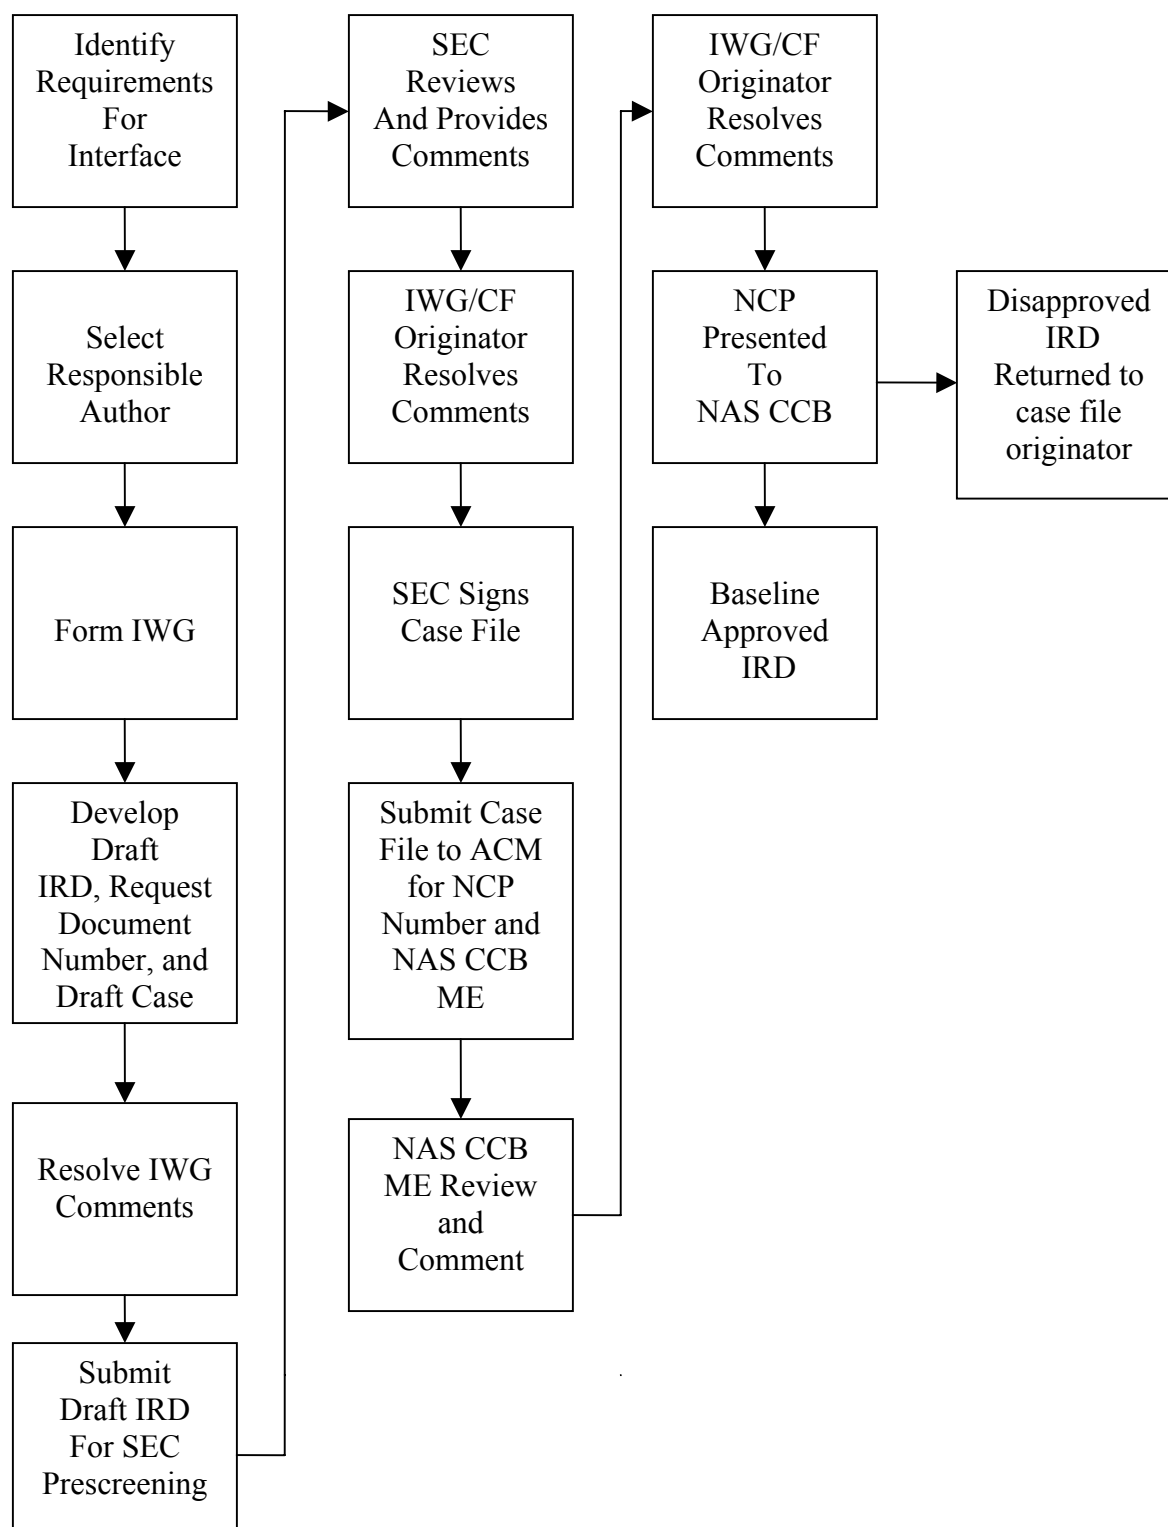 Identify
Requirements
For
Interface
Select
Responsible
Author
Form IWG
Develop
Draft
IRD, Request
Document
Number, and
Draft Case
Resolve IWG
Comments
Submit
Draft IRD
For SEC
Prescreening
SEC
Reviews
And Provides
Comments
IWG/CF
Originator
Resolves
Comments
SEC Signs
Case File
Submit Case
File to ACM
for NCP
Number and
NAS CCB
ME
NAS CCB
ME Review
and
Comment
IWG/CF
Originator
Resolves
Comments
NCP
Presented
To
NAS CCB
Baseline
Approved
IRD
Disapproved
IRD
Returned to
case file
originator